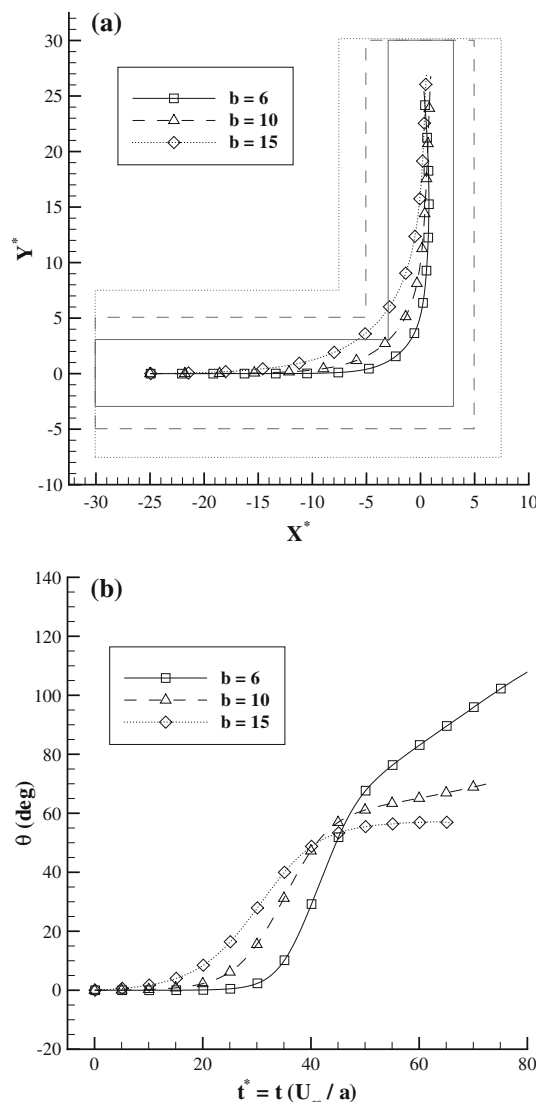 (a)
30
25
20
15
10
5
0
-5
-10
Y*
b = 6
b = 10
b = 15
-30 -25 -20 -15 -10 -5 0 5 10
X*
(b)
140
120
100
80
60
40
20
0
-20
θ (deg)
b = 6
b = 10
b = 15
0 20 40 60 80
t* = t (U∞ / a)